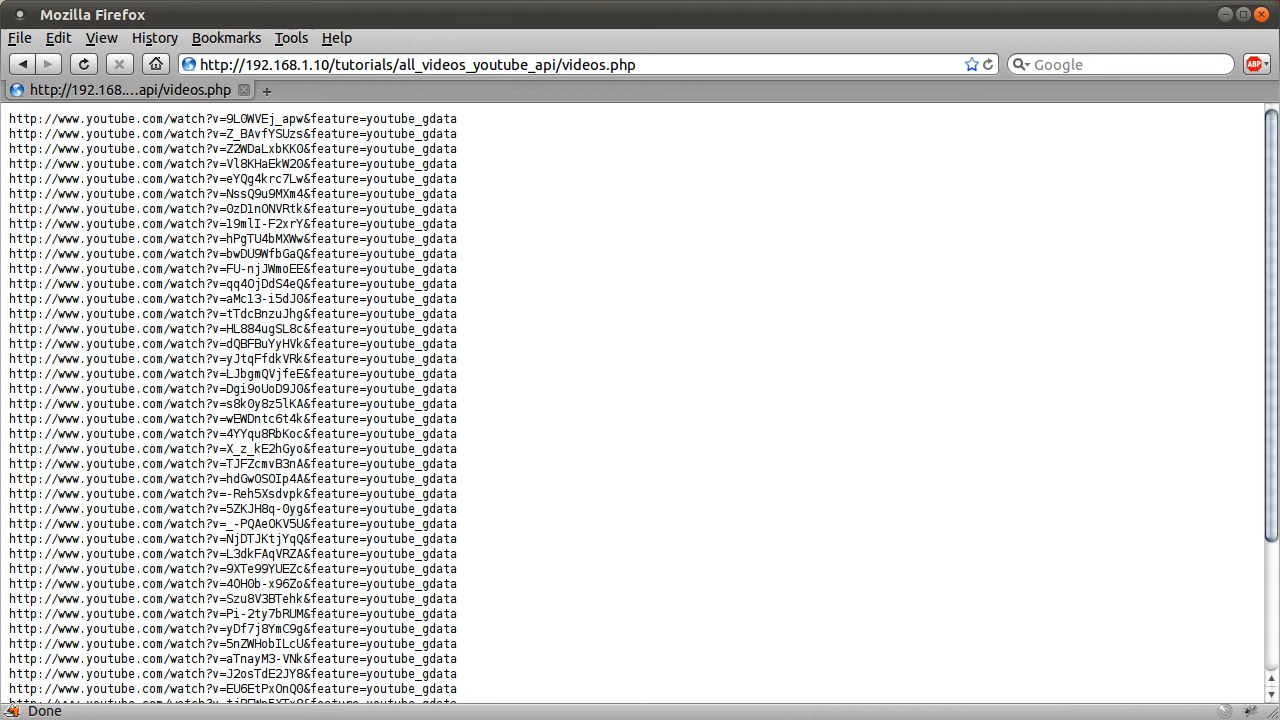 Mozilla Firefox
File Edit View History Bookmarks Tools Help
http://192.168.1.10/tutorials/all_videos_youtube_api/videos.php
Google
ABP
http://192.168....api/videos.php
http://www.youtube.com/watch?v=9LOWVEj_apw&feature=youtube_gdata
http://www.youtube.com/watch?v=Z_BAvfYSUzs&feature=youtube_gdata
http://www.youtube.com/watch?v=Z2WDaLxbKK0&feature=youtube_gdata
http://www.youtube.com/watch?v=Vl8KHaEkW20&feature=youtube_gdata
http://www.youtube.com/watch?v=eYQg4krc7Lw&feature=youtube_gdata
http://www.youtube.com/watch?v=NssQ9u9MXm4&feature=youtube_gdata
http://www.youtube.com/watch?v=0zD1nONVRtk&feature=youtube_gdata
http://www.youtube.com/watch?v=l9mlI-F2xrY&feature=youtube_gdata
http://www.youtube.com/watch?v=hPgTU4bMXWw&feature=youtube_gdata
http://www.youtube.com/watch?v=bwDU9WfbGaQ&feature=youtube_gdata
http://www.youtube.com/watch?v=FU-njJWmoEE&feature=youtube_gdata
http://www.youtube.com/watch?v=qq4OjDdS4eQ&feature=youtube_gdata
http://www.youtube.com/watch?v=aMcl3-i5dJ0&feature=youtube_gdata
http://www.youtube.com/watch?v=tTdcBnzuJhg&feature=youtube_gdata
http://www.youtube.com/watch?v=HL884ugSL8c&feature=youtube_gdata
http://www.youtube.com/watch?v=dQBFBuYyHVk&feature=youtube_gdata
http://www.youtube.com/watch?v=yJtqFfdkVRk&feature=youtube_gdata
http://www.youtube.com/watch?v=LJbgmQVjfeE&feature=youtube_gdata
http://www.youtube.com/watch?v=Dgi9oUoD9J0&feature=youtube_gdata
http://www.youtube.com/watch?v=s8k0y8z5lKA&feature=youtube_gdata
http://www.youtube.com/watch?v=wEWDntc6t4k&feature=youtube_gdata
http://www.youtube.com/watch?v=4YYqu8RbKoc&feature=youtube_gdata
http://www.youtube.com/watch?v=X_z_kE2hGyo&feature=youtube_gdata
http://www.youtube.com/watch?v=TJFZcmvB3nA&feature=youtube_gdata
http://www.youtube.com/watch?v=hdGwOSOIp4A&feature=youtube_gdata
http://www.youtube.com/watch?v=-Reh5Xsdvpk&feature=youtube_gdata
http://www.youtube.com/watch?v=5ZKJH8q-0yg&feature=youtube_gdata
http://www.youtube.com/watch?v=_-PQAeOKV5U&feature=youtube_gdata
http://www.youtube.com/watch?v=NjDTJKtjYqQ&feature=youtube_gdata
http://www.youtube.com/watch?v=L3dkFAqVRZA&feature=youtube_gdata
http://www.youtube.com/watch?v=9XTe99YUEZc&feature=youtube_gdata
http://www.youtube.com/watch?v=4OH0b-x96Zo&feature=youtube_gdata
http://www.youtube.com/watch?v=Szu8V3BTehk&feature=youtube_gdata
http://www.youtube.com/watch?v=Pi-2ty7bRUM&feature=youtube_gdata
http://www.youtube.com/watch?v=yDf7j8YmC9g&feature=youtube_gdata
http://www.youtube.com/watch?v=5nZWHobILcU&feature=youtube_gdata
http://www.youtube.com/watch?v=aTnayM3-VNk&feature=youtube_gdata
http://www.youtube.com/watch?v=J2osTdE2JY8&feature=youtube_gdata
http://www.youtube.com/watch?v=EU6EtPxOnQ0&feature=youtube_gdata
Done